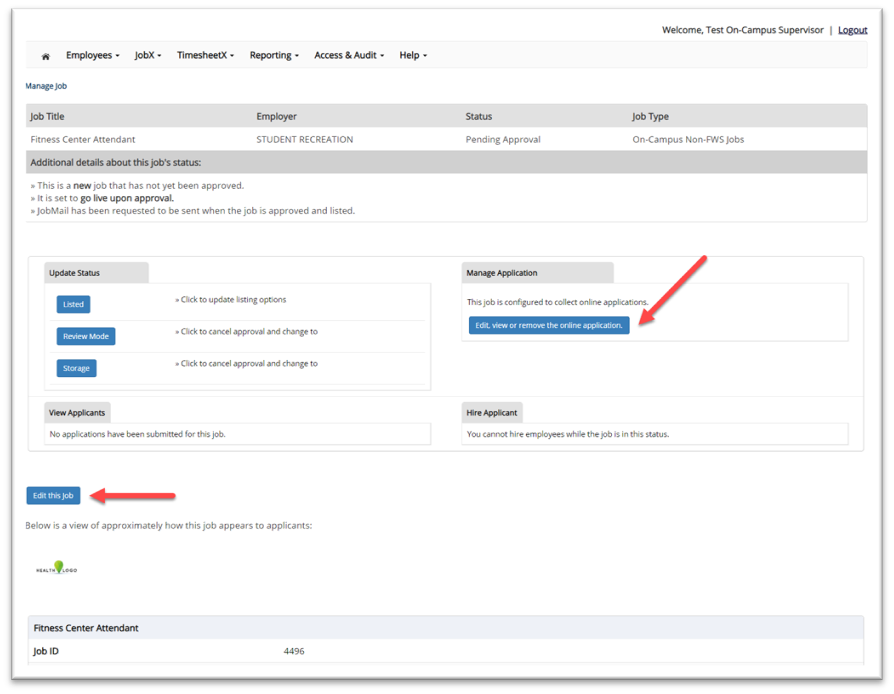 Welcome, Test On-Campus Supervisor | Logout
Employees JobX TimesheetX Reporting Access & Audit Help
Manage Job
Job Title Employer Status Job Type
Fitness Center Attendant STUDENT RECREATION Pending Approval On-Campus Non-FWS Jobs
Additional details about this job's status:
» This is a new job that has not yet been approved.
» It is set to go live upon approval.
» JobMail has been requested to be sent when the job is approved and listed.
Update Status
Listed » Click to update listing options
Review Mode » Click to cancel approval and change to
Storage » Click to cancel approval and change to
Manage Application
This job is configured to collect online applications.
Edit, view or remove the online application.
View Applicants
No applications have been submitted for this job.
Hire Applicant
You cannot hire employees while the job is in this status.
Edit this Job
Below is a view of approximately how this job appears to applicants:
HEALTH LOGO
Fitness Center Attendant
Job ID 4496